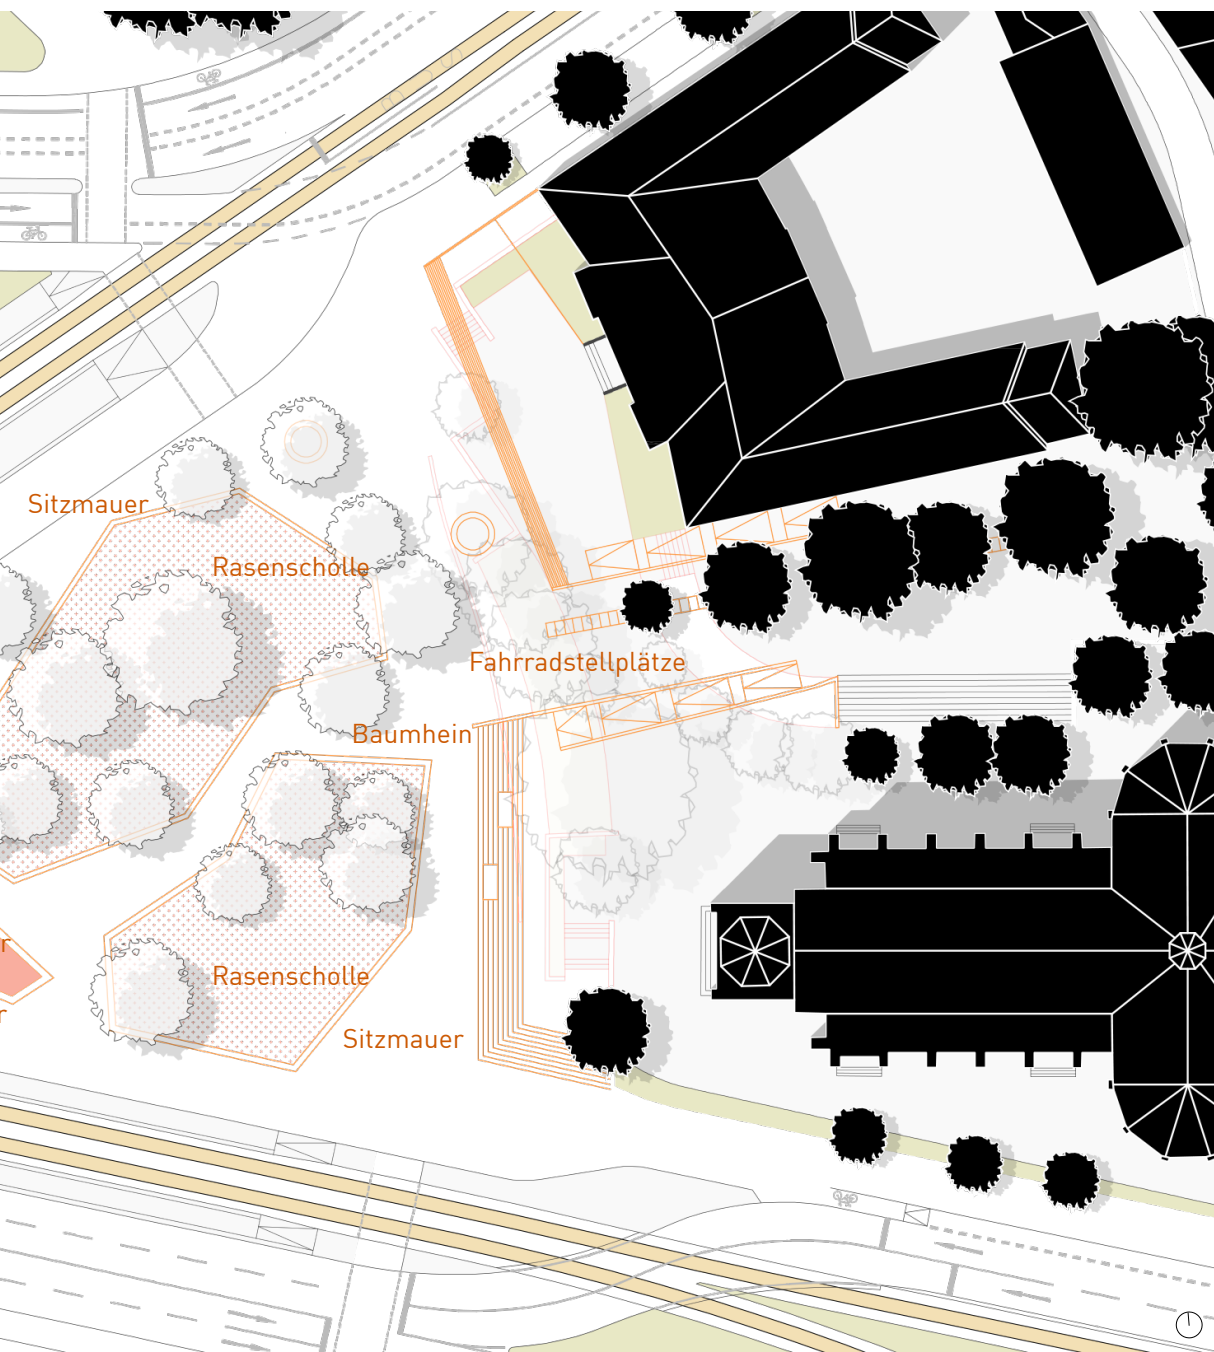 Sitzmauer
Rasenscholle
Fahrradstellplätze
Baumhein
r
Rasenscholle
r
Sitzmauer